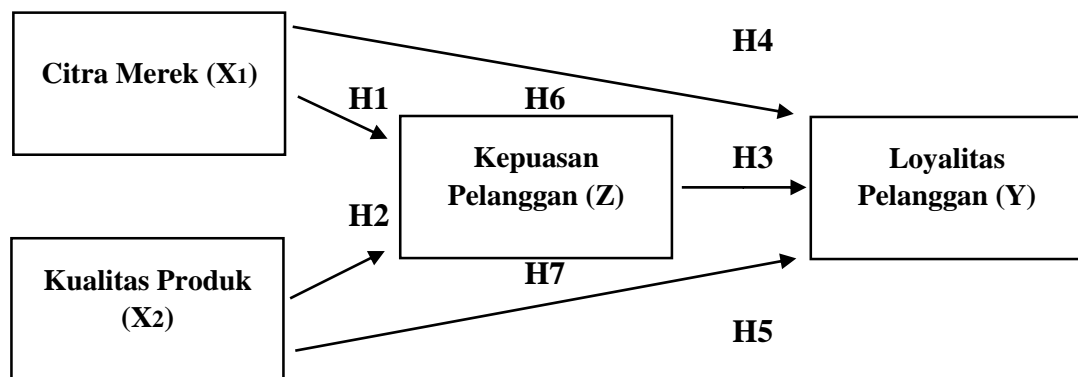 H4
Citra Merek (X1)
H1
H6
Kepuasan
Pelanggan (Z)
H3
Loyalitas
Pelanggan (Y)
H2
Kualitas Produk
(X2)
H7
H5